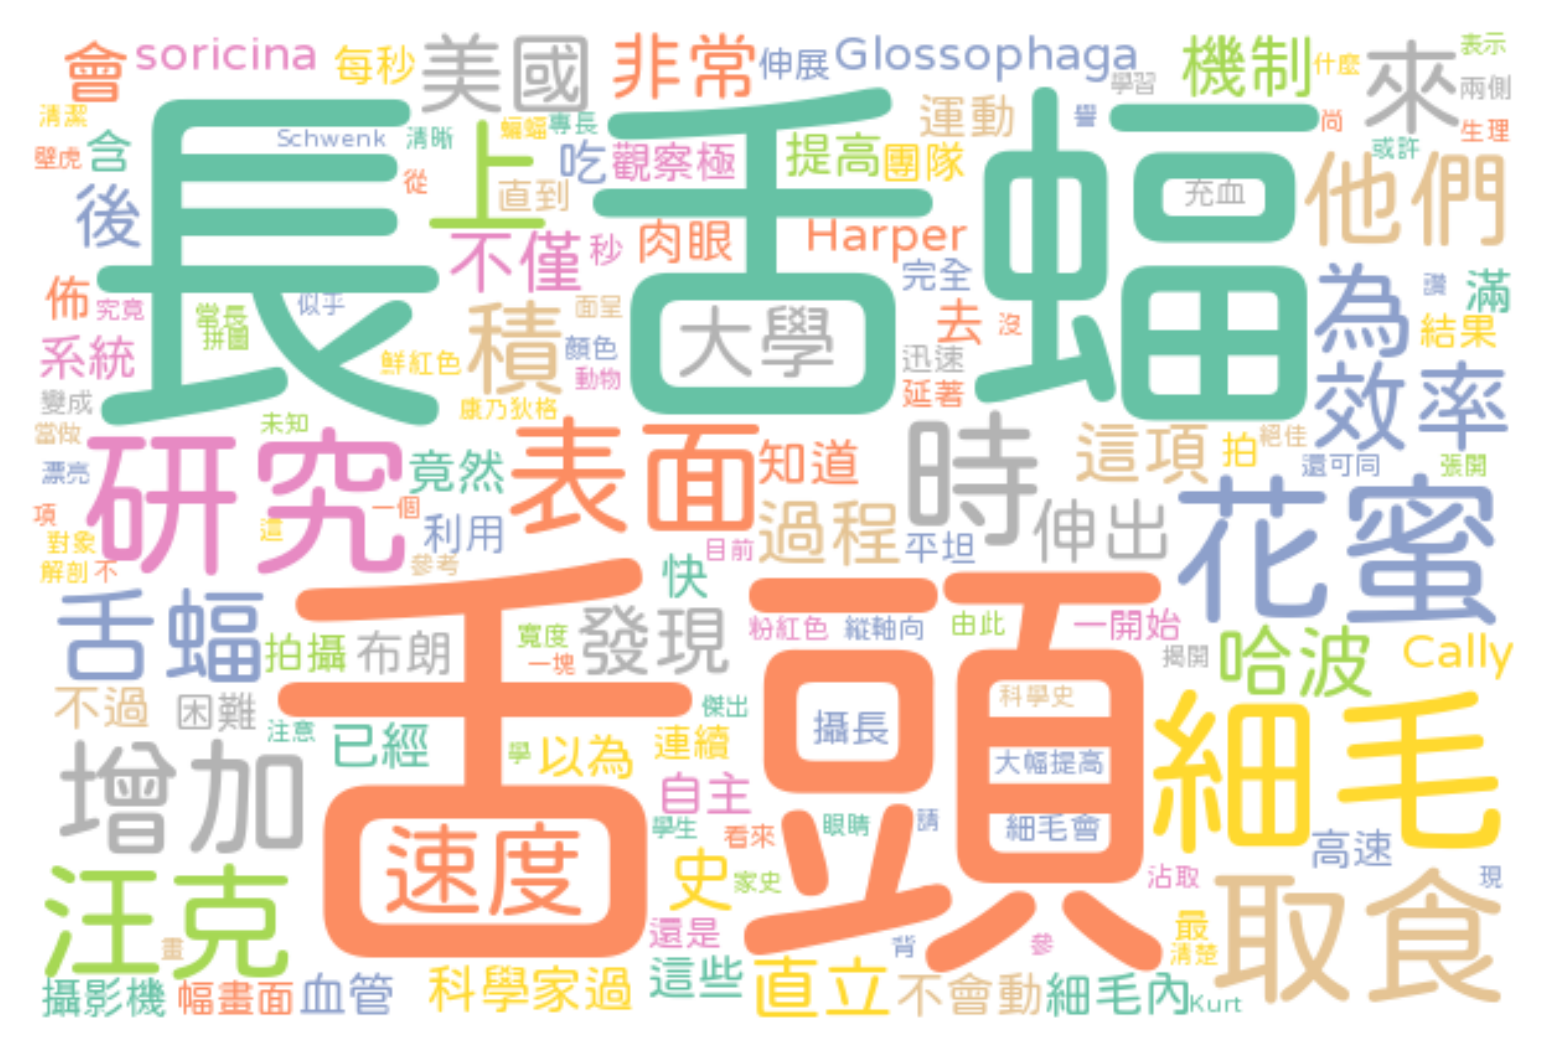 會 soricina 每秒 美國 非常 伸展 Glossophaga 機制 什麼 來 表示
學習 兩側
清潔 Schwenk 清晰 蝙蝠 專長 運動 譽 尚 生理
壁虎 含 從 上 吃 觀察極 提高 團隊 或許
長舌蝠
後 直到 充血 他們
不僅 秒 肉眼 Harper 完全
佈 究竟 當長 似乎 面呈 去 沒 為 讚 滿
拼圖 積 大學 結果
系統 鮮紅色 顏色 迅速
動物 延著
變成 康乃狄格 效率
當做 未知 研究 表面 時 這項 拍 絕佳
漂亮 竟然 知道 還可同 張開
項 一個 花蜜
這 利用 過程 伸出
對象 目前 平坦
解剖 不 參考 快
舌蝠 舌頭
拍攝 布朗 寬度 發現 粉紅色 縱軸向 由此 一開始 哈波 Cally
一塊 揭開
不過 困難 傑出 科學史 細毛
注意 已經 學 以為 連續 攝長
增加 自主 大幅提高
速度 學生 看來 眼睛 請 細毛會 高速
汪克 史 家史 沾取 現 取食
畫 還是 背 參 最
清楚
攝影機 幅畫面 血管 科學家過 這些 直立 不會動 細毛內 Kurt